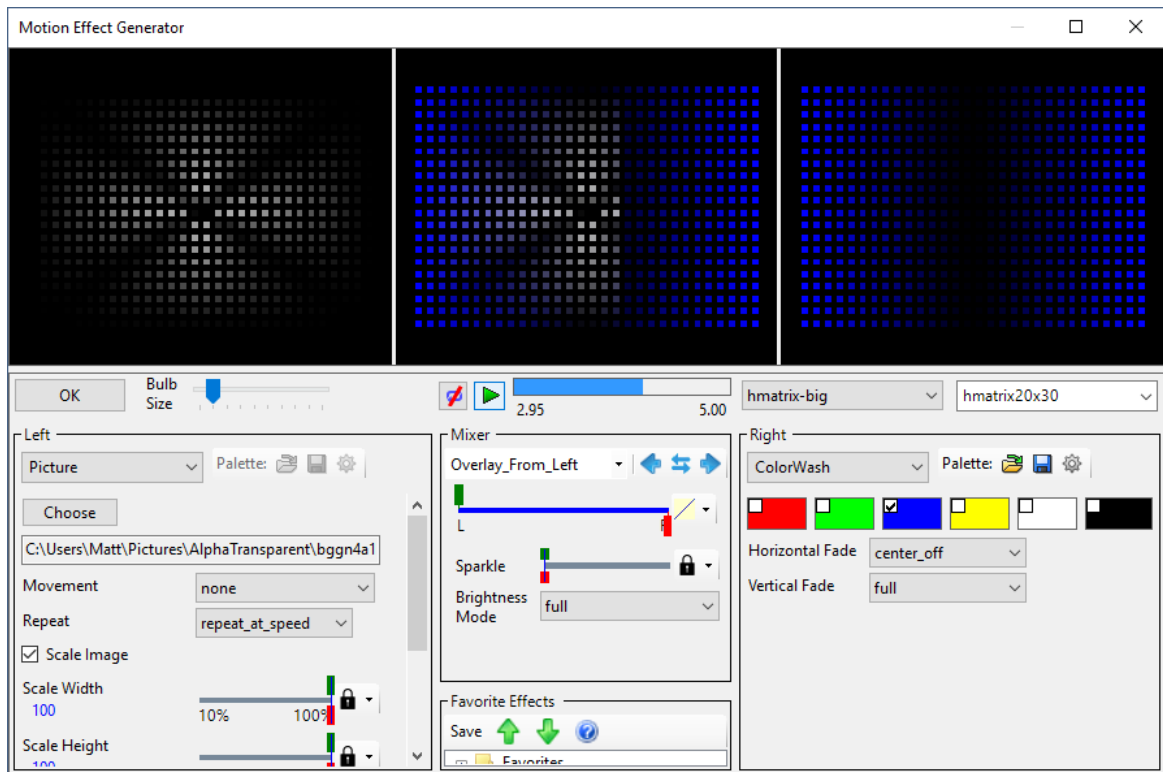 Motion Effect Generator
OK
Bulb
Size
2.95
5.00
hmatrix-big
hmatrix20x30
Left
Picture
Palette:
Choose
C:\Users\Matt\Pictures\AlphaTransparent\bggn4a1
Movement
none
Repeat
repeat_at_speed
Scale Image
Scale Width
100
10%
100%
Scale Height
100
Mixer
Overlay_From_Left
L
Sparkle
Brightness
Mode
full
Favorite Effects
Save
Favorites
Right
ColorWash
Palette:
Horizontal Fade
center_off
Vertical Fade
full